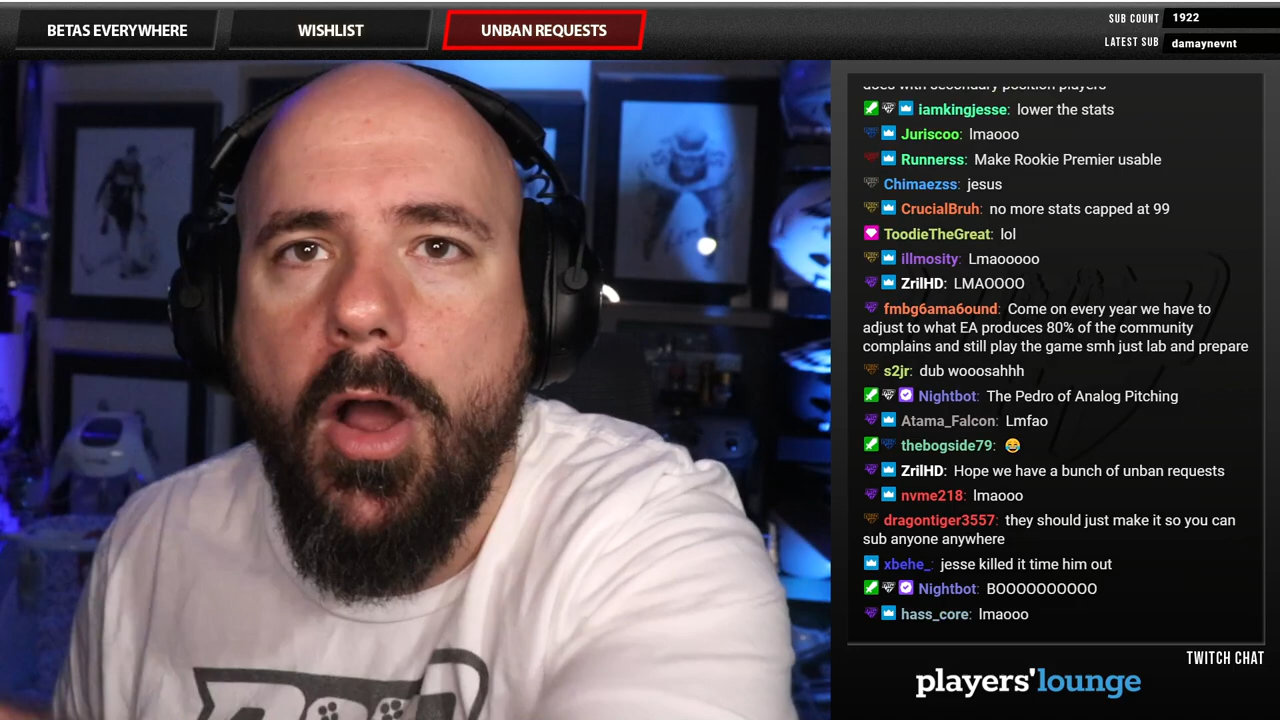 BETAS EVERYWHERE
WISHLIST
UNBAN REQUESTS
SUB COUNT 1922
LATEST SUB damaynevnt
does with secondary position players
iamkingjesse: lower the stats
Juriscoo: lmaooo
Runnerss: Make Rookie Premier usable
Chimaezss: jesus
CrucialBruh: no more stats capped at 99
ToodieTheGreat: lol
illmosity: Lmaooooo
ZrilHD: LMAOOOO
fmbg6ama6ound: Come on every year we have to
adjust to what EA produces 80% of the community
complains and still play the game smh just lab and prepare
s2jr: dub wooosahhh
Nightbot: The Pedro of Analog Pitching
Atama_Falcon: Lmfao
thebogside79: 😂
ZrilHD: Hope we have a bunch of unban requests
nvme218: lmaooo
dragontiger3557: they should just make it so you can
sub anyone anywhere
xbehe_: jesse killed it time him out
Nightbot: BOOOOOOOOOO
hass_core: lmaooo
TWITCH CHAT
players'lounge